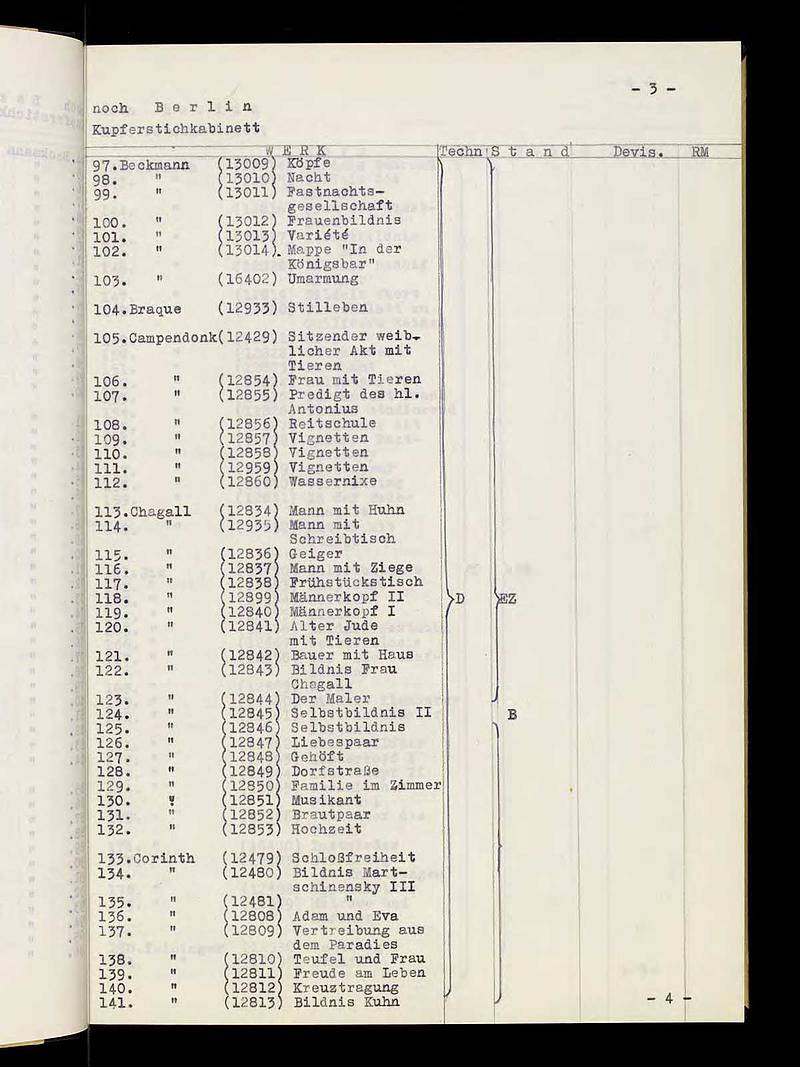 - 3 -
noch B e r l i n
Kupferstichkabinett
W E R K Techn S t a n d Devis. RM
97.Beckmann (13009) Köpfe
98. " (13010) Nacht
99. " (13011) Fastnachts-
gesellschaft
100. " (13012) Frauenbildnis
101. " (13013) Variété
102. " (13014). Mappe "In der
Königsbar"
103. " (16402) Umarmung
104.Braque (12933) Stilleben
105.Campendonk(12429) Sitzender weib-
licher Akt mit
Tieren
106. " (12854) Frau mit Tieren
107. " (12855) Predigt des hl.
Antonius
108. " (12856) Reitschule
109. " (12857) Vignetten
110. " (12858) Vignetten
111. " (12959) Vignetten
112. " (12860) Wassernixe
113.Chagall (12834) Mann mit Huhn
114. " (12935) Mann mit
Schreibtisch
115. " (12836) Geiger
116. " (12837) Mann mit Ziege
117. " (12838) Frühstückstisch
118. " (12899) Männerkopf II D EZ
119. " (12840) Männerkopf I
120. " (12841) Alter Jude
mit Tieren
121. " (12842) Bauer mit Haus
122. " (12843) Bildnis Frau
Chagall
123. " (12844) Der Maler
124. " (12845) Selbstbildnis II B
125. " (12846) Selbstbildnis
126. " (12847) Liebespaar
127. " (12848) Gehöft
128. " (12849) Dorfstraße
129. " (12850) Familie im Zimmer
130. " (12851) Musikant
131. " (12852) Brautpaar
132. " (12853) Hochzeit
133.Corinth (12479) Schloßfreiheit
134. " (12480) Bildnis Mart-
schinensky III
135. " (12481) "
136. " (12808) Adam und Eva
137. " (12809) Vertreibung aus
dem Paradies
138. " (12810) Teufel und Frau
139. " (12811) Freude am Leben
140. " (12812) Kreuztragung
141. " (12813) Bildnis Kuhn
- 4 -